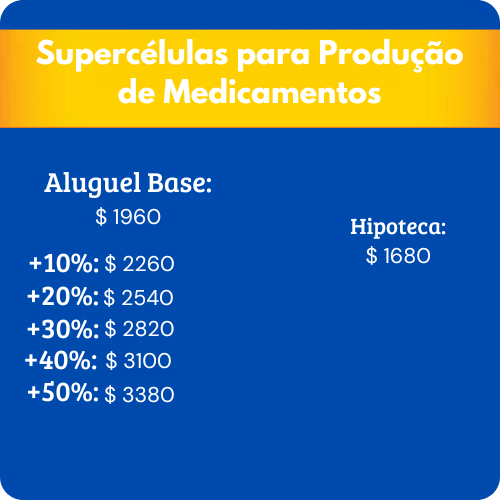 Supercélulas para Produção
de Medicamentos
Aluguel Base:
$ 1960
Hipoteca:
$ 1680
+10%: $ 2260
+20%: $ 2540
+30%: $ 2820
+40%: $ 3100
+50%: $ 3380